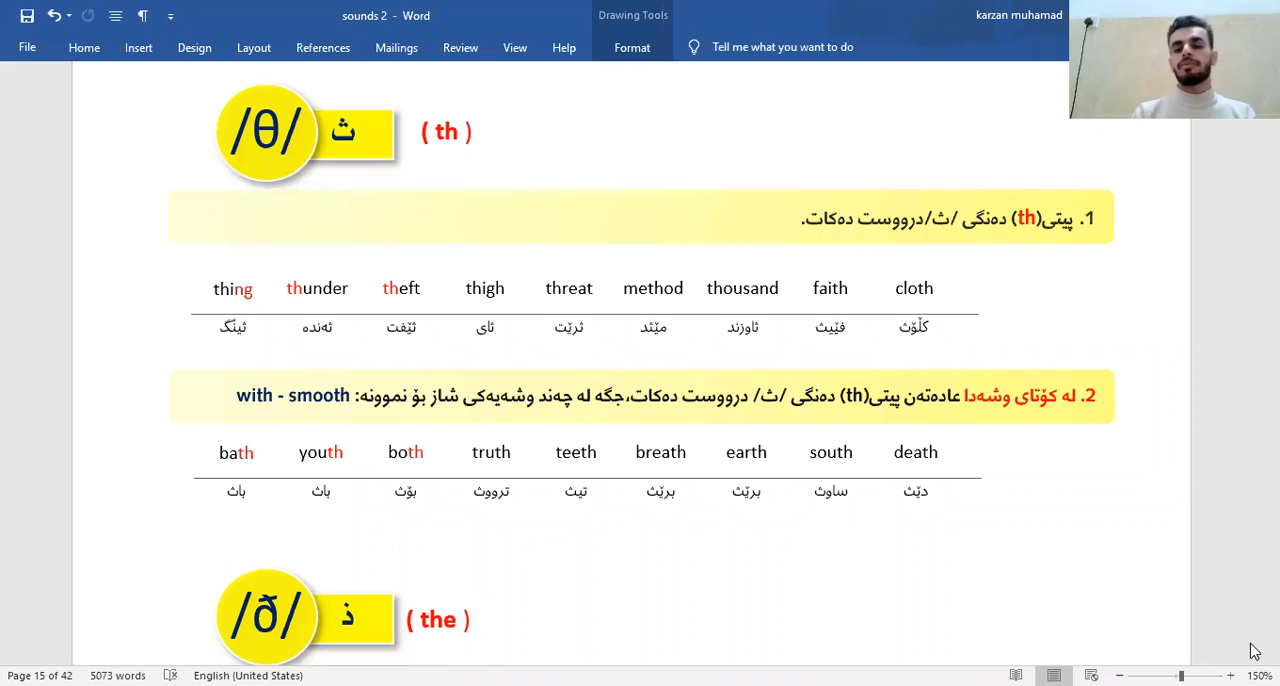 sounds 2 - Word
Drawing Tools
karzan muhamad
File Home Insert Design Layout References Mailings Review View Help Format Tell me what you want to do
/θ/ ث ( th )
1. پیتی(th) دەنگی /ث/درووست دەکات.
thing thunder theft thigh threat method thousand faith cloth
ثینگ ثەندە ثێفت ثای ثرێت مێثد ثاوزند فێیث کڵۆث
2. لە کۆتای وشەدا عادەتەن پیتی(th) دەنگی /ث/ درووست دەکات،جگە لە چەند وشەیەکی شاز بۆ نموونە: with - smooth
bath youth both truth teeth breath earth south death
باث باث بۆث ترووث تیث برێث برێث ساوث دێث
/ð/ ذ ( the )
Page 15 of 42 5073 words English (United States) 150%